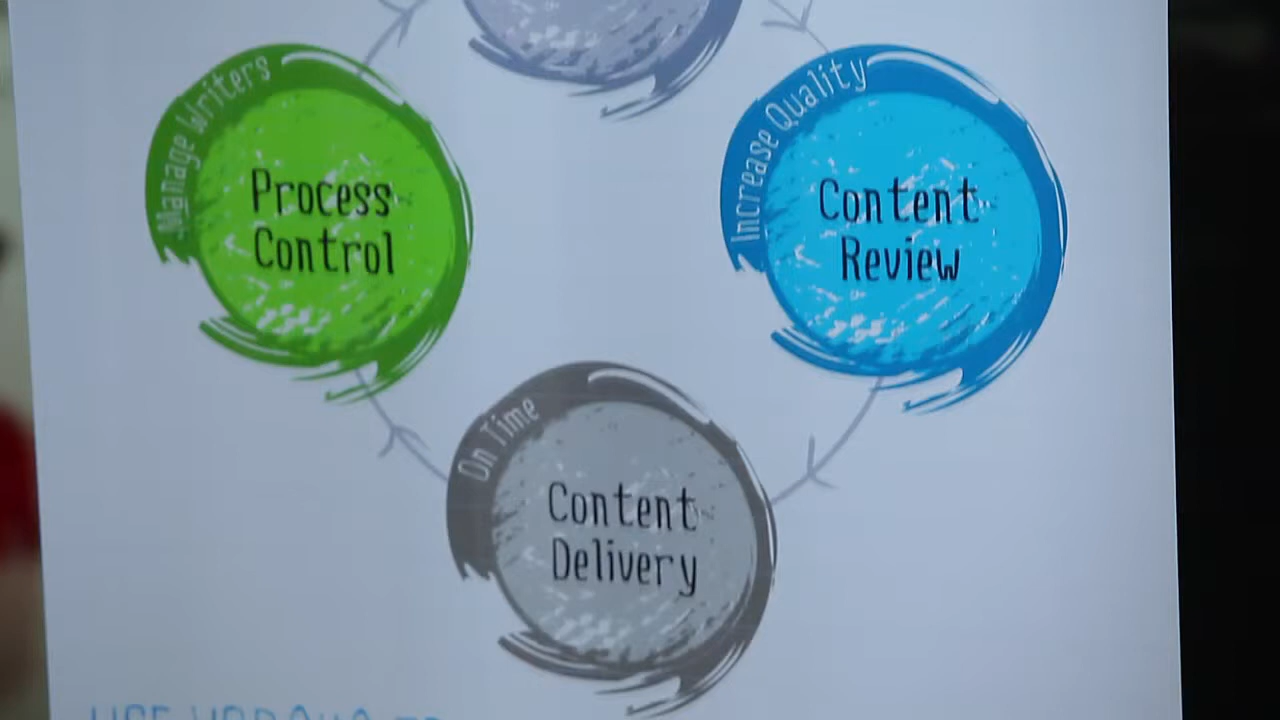 Manage Writers
Process
Control
Increase Quality
Content
Review
On Time
Content
Delivery